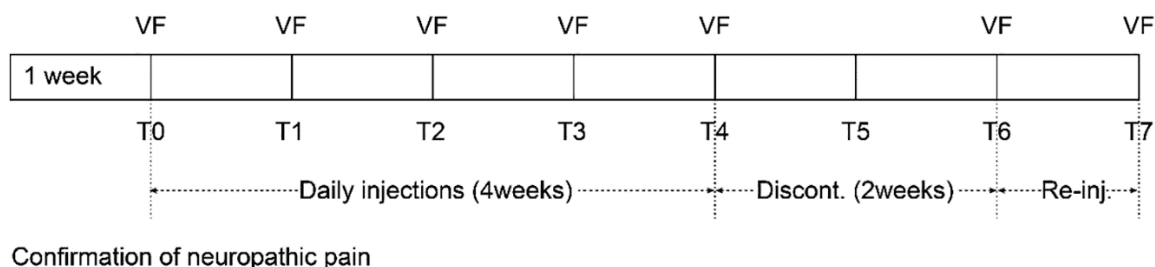 VF VF VF VF VF VF VF
1 week
T0 T1 T2 T3 T4 T5 T6 T7
Daily injections (4weeks) Discont. (2weeks) Re-inj.
Confirmation of neuropathic pain